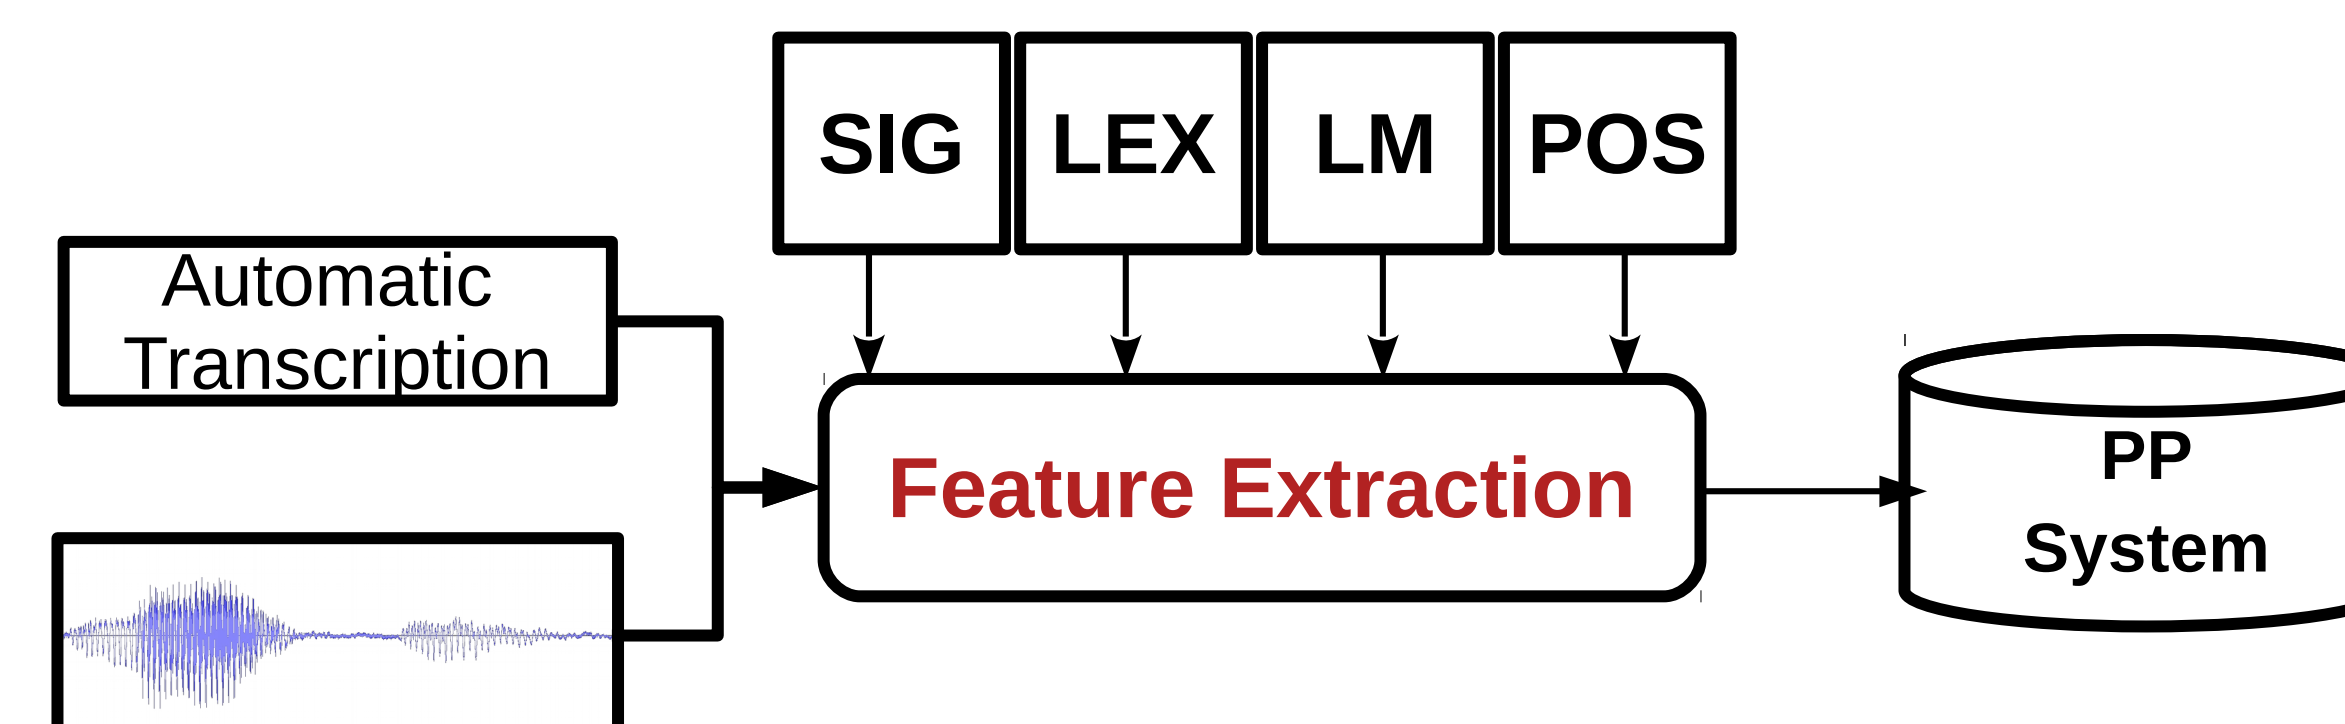 SIG LEX LM POS
Automatic
Transcription
Feature Extraction
PP
System